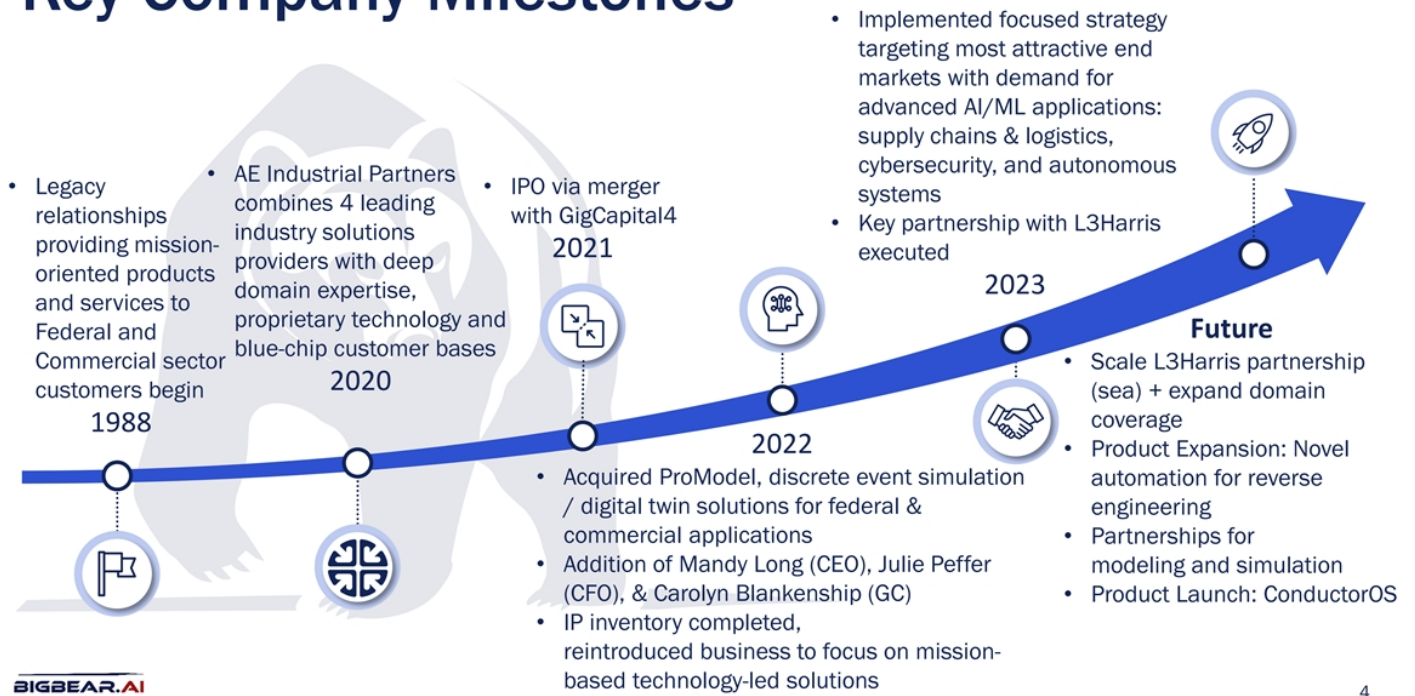 Key Company Milestones
• Legacy
relationships
providing mission-
oriented products
and services to
Federal and
Commercial sector
customers begin
1988
• AE Industrial Partners
combines 4 leading
industry solutions
providers with deep
domain expertise,
proprietary technology and
blue-chip customer bases
2020
• IPO via merger
with GigCapital4
2021
2022
• Acquired ProModel, discrete event simulation
/ digital twin solutions for federal &
commercial applications
• Addition of Mandy Long (CEO), Julie Peffer
(CFO), & Carolyn Blankenship (GC)
• IP inventory completed,
reintroduced business to focus on mission-
based technology-led solutions
• Implemented focused strategy
targeting most attractive end
markets with demand for
advanced AI/ML applications:
supply chains & logistics,
cybersecurity, and autonomous
systems
• Key partnership with L3Harris
executed
2023
Future
• Scale L3Harris partnership
(sea) + expand domain
coverage
• Product Expansion: Novel
automation for reverse
engineering
• Partnerships for
modeling and simulation
• Product Launch: ConductorOS
BIGBEAR.AI
4